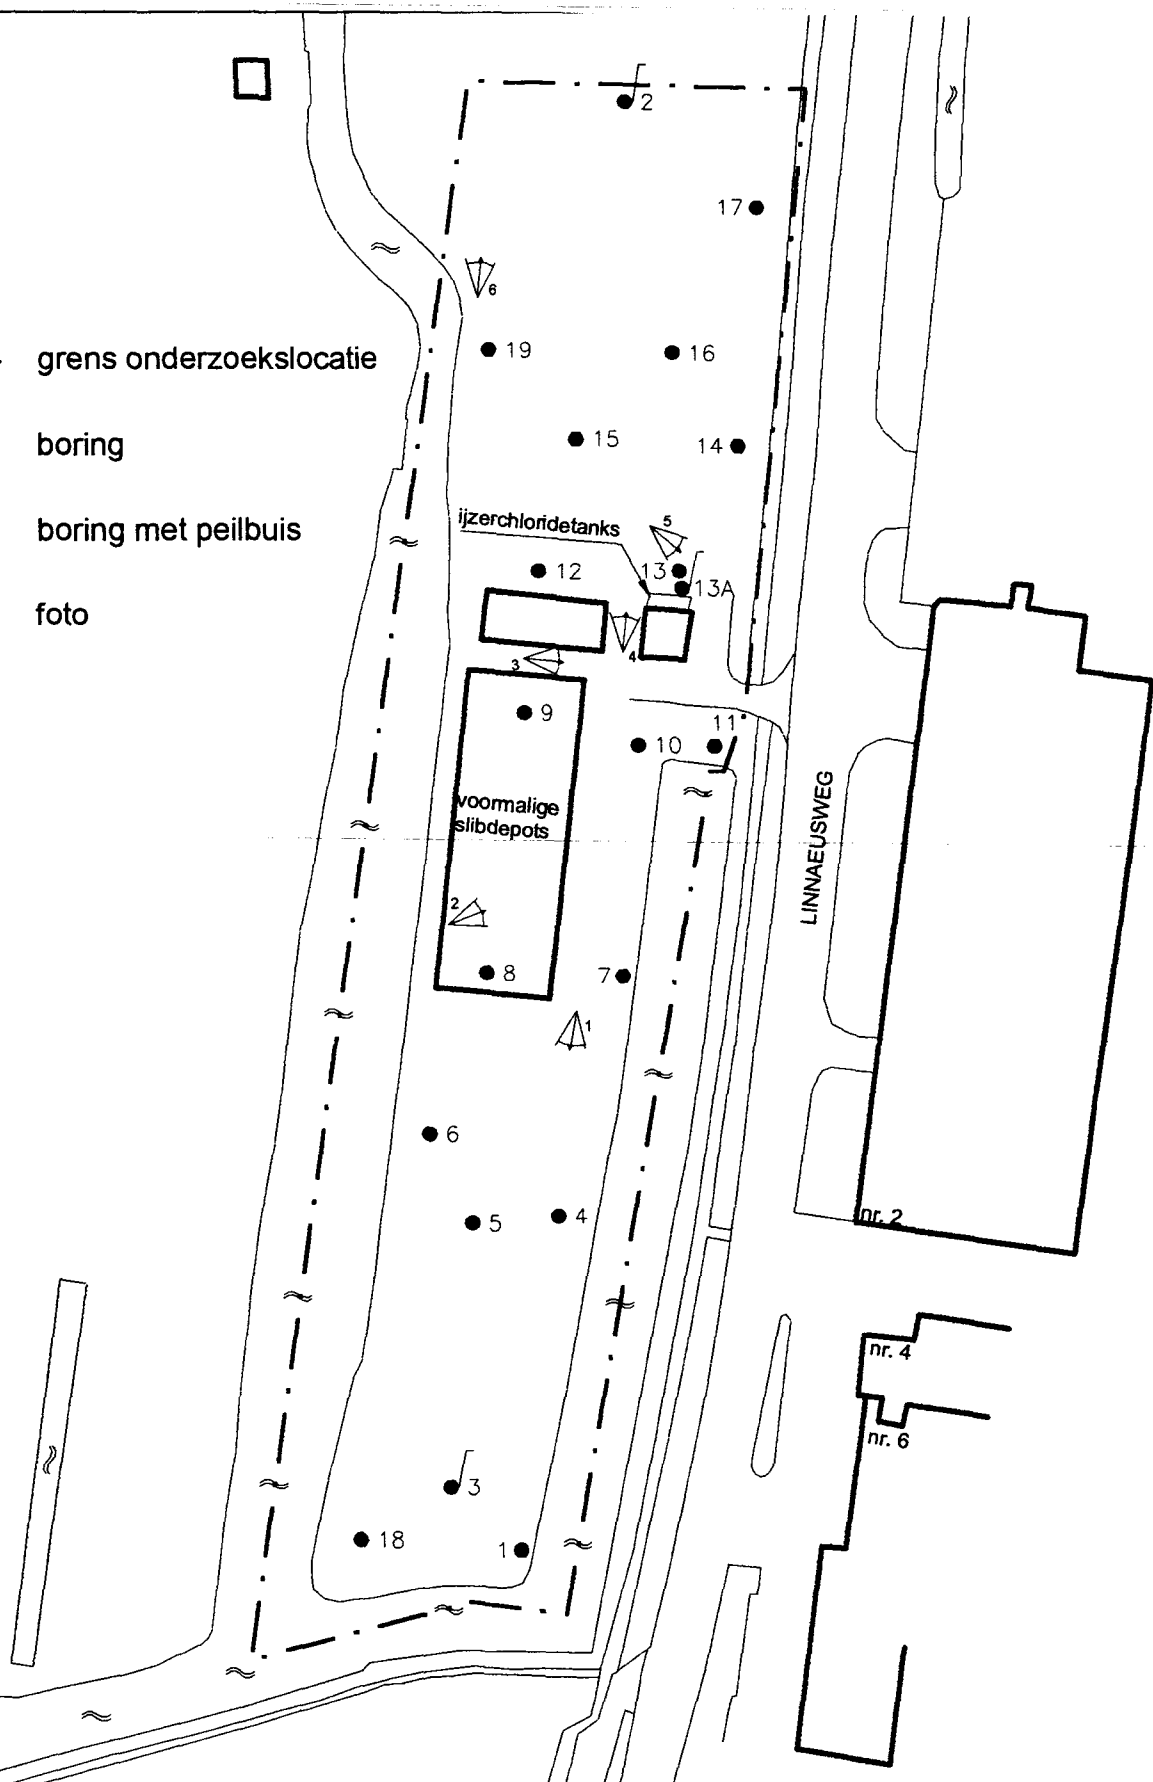 2
17
6
grens onderzoekslocatie
19
16
boring
15
14
boring met peilbuis
ijzerchloridetanks
5
12
13
13A
foto
4
3
9
11
10
voormalige
slibdepots
LINNAEUSWEG
2
8
7
1
6
5
4
nr. 2
nr. 4
nr. 6
3
18
1